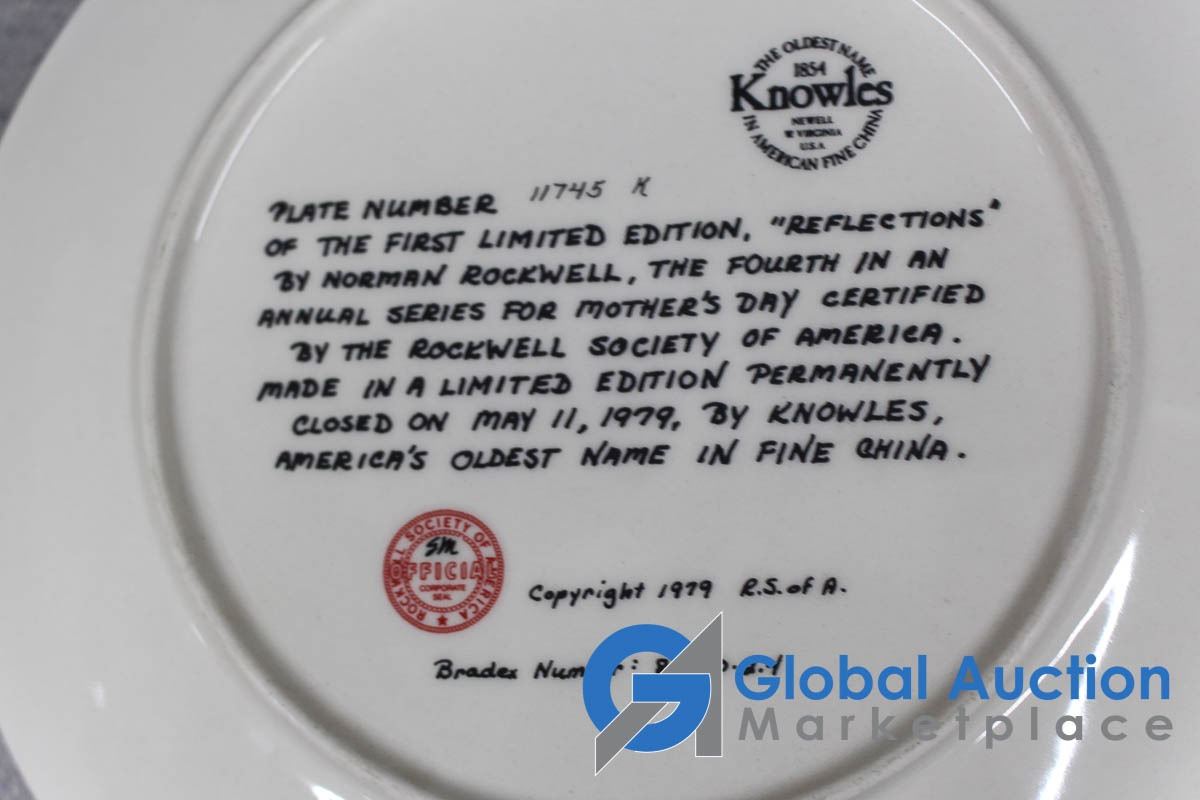 THE OLDEST NAME
1854
Knowles
NEWELL
W VIRGINIA
U.S.A
IN AMERICAN FINE CHINA
PLATE NUMBER 11745 K
OF THE FIRST LIMITED EDITION, "REFLECTIONS"
BY NORMAN ROCKWELL, THE FOURTH IN AN
ANNUAL SERIES FOR MOTHER'S DAY CERTIFIED
BY THE ROCKWELL SOCIETY OF AMERICA.
MADE IN A LIMITED EDITION PERMANENTLY
CLOSED ON MAY 11, 1979, BY KNOWLES,
AMERICA'S OLDEST NAME IN FINE CHINA.
ROCKWELL SOCIETY OF AMERICA
SM
OFFICIAL
CORPORATE
SEAL
Copyright 1979 R.S. of A.
Bradex
Global Auction
Marketplace